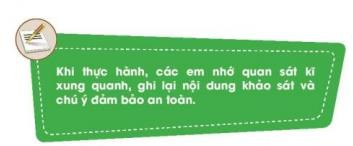 Khi thực hành, các em nhớ quan sát kĩ
xung quanh, ghi lại nội dung khảo sát và
chú ý đảm bảo an toàn.